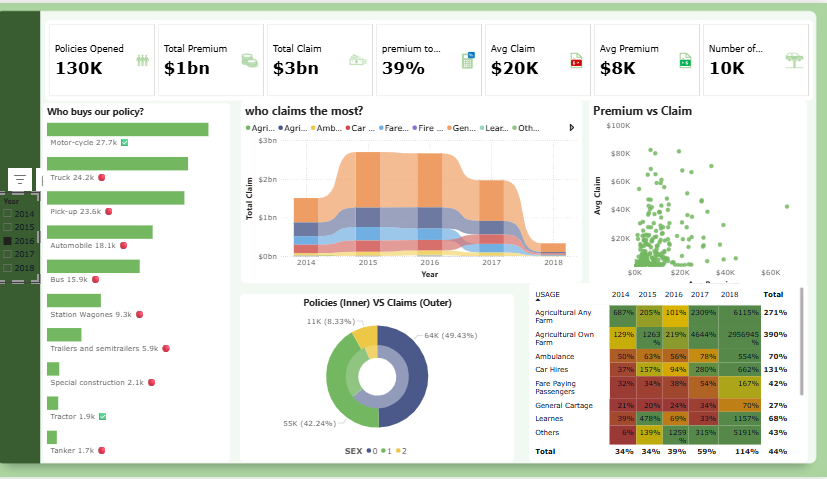 Policies Opened
130K
Total Premium
$1bn
Total Claim
$3bn
premium to...
39%
Avg Claim
$20K
Avg Premium
$8K
Number of...
10K
Year
2014
2015
2016
2017
2018
Who buys our policy?
Motor-cycle 27.7k
Truck 24.2k
Pick-up 23.6k
Automobile 18.1k
Bus 15.9k
Station Wagones 9.3k
Trailers and semitrailers 5.9k
Special construction 2.1k
Tractor 1.9k
Tanker 1.7k
who claims the most?
Agri... Agri... Amb... Car ... Fare... Fire ... Gen... Lear... Oth...
Total Claim
$3bn
$2bn
$1bn
$0bn
2014 2015 2016 2017 2018
Year
Premium vs Claim
Avg Claim
$100K
$80K
$60K
$40K
$20K
$0K $20K $40K $60K
Policies (Inner) VS Claims (Outer)
11K (8.33%)
64K (49.43%)
55K (42.24%)
SEX 0 1 2
USAGE 2014 2015 2016 2017 2018 Total
Agricultural Any Farm 687% 205% 101% 2309% 6115% 271%
Agricultural Own Farm 129% 1263% 219% 4644% 2956945% 390%
Ambulance 50% 63% 56% 78% 554% 70%
Car Hires 37% 157% 94% 280% 662% 131%
Fare Paying Passengers 32% 34% 38% 54% 167% 42%
General Cartage 21% 20% 24% 34% 70% 27%
Learnes 39% 478% 69% 33% 1157% 68%
Others 6% 139% 1259% 315% 5191% 43%
Total 34% 34% 39% 59% 114% 44%